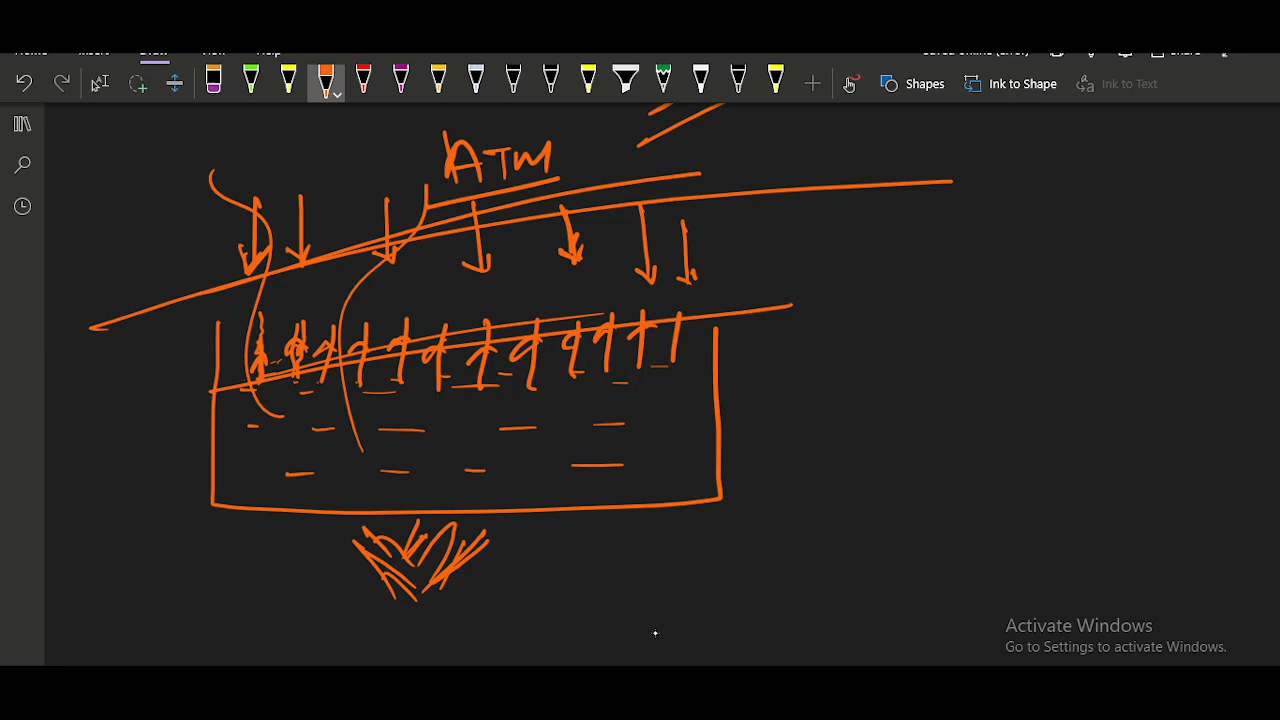 Shapes
Ink to Shape
Ink to Text
ATM
Activate Windows
Go to Settings to activate Windows.